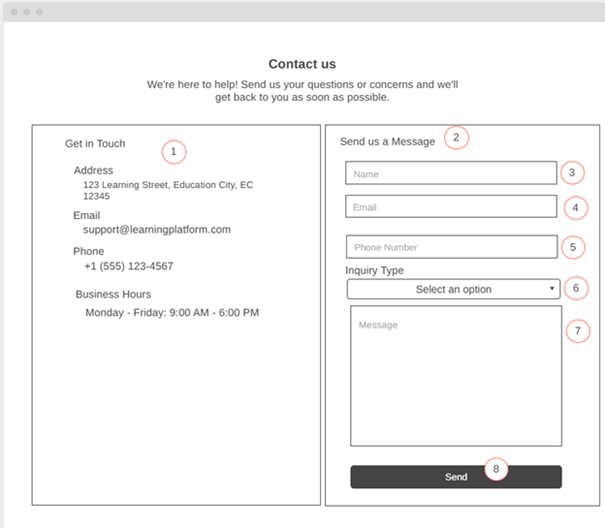 Contact us
We're here to help! Send us your questions or concerns and we'll
get back to you as soon as possible.
Get in Touch
1
Address
123 Learning Street, Education City, EC
12345
Email
support@learningplatform.com
Phone
+1 (555) 123-4567
Business Hours
Monday - Friday: 9:00 AM - 6:00 PM
Send us a Message
2
Name
3
Email
4
Phone Number
5
Inquiry Type
Select an option
6
Message
7
Send
8